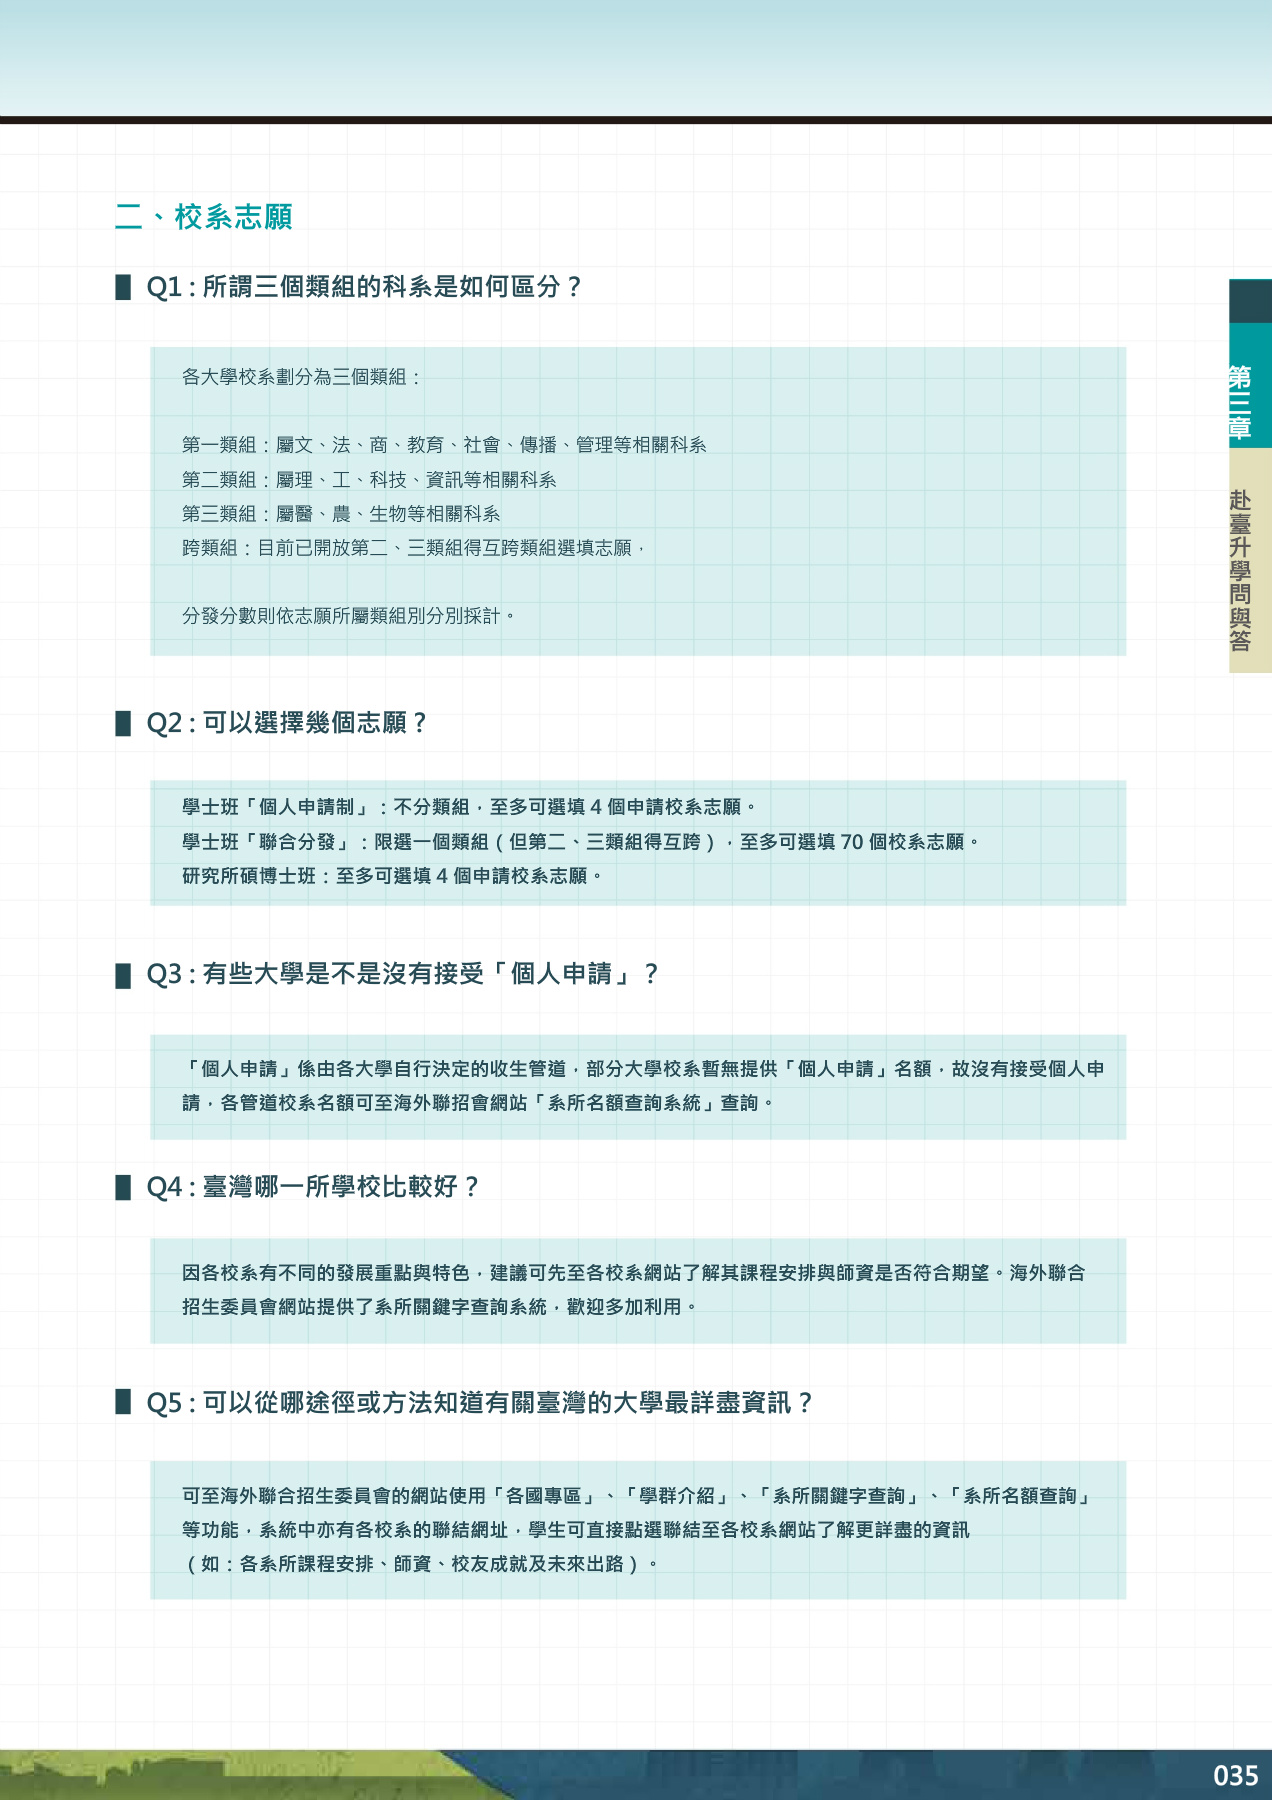 二、校系志願
Q1 : 所謂三個類組的科系是如何區分？
各大學校系劃分為三個類組：
第一類組：屬文、法、商、教育、社會、傳播、管理等相關科系
第二類組：屬理、工、科技、資訊等相關科系
第三類組：屬醫、農、生物等相關科系
跨類組：目前已開放第二、三類組得互跨類組選填志願，
分發分數則依志願所屬類組別分別採計。
Q2 : 可以選擇幾個志願？
學士班「個人申請制」：不分類組，至多可選填 4 個申請校系志願。
學士班「聯合分發」：限選一個類組（但第二、三類組得互跨），至多可選填 70 個校系志願。
研究所碩博士班：至多可選填 4 個申請校系志願。
Q3 : 有些大學是不是沒有接受「個人申請」？
「個人申請」係由各大學自行決定的收生管道，部分大學校系暫無提供「個人申請」名額，故沒有接受個人申
請，各管道校系名額可至海外聯招會網站「系所名額查詢系統」查詢。
Q4 : 臺灣哪一所學校比較好？
因各校系有不同的發展重點與特色，建議可先至各校系網站了解其課程安排與師資是否符合期望。海外聯合
招生委員會網站提供了系所關鍵字查詢系統，歡迎多加利用。
Q5 : 可以從哪途徑或方法知道有關臺灣的大學最詳盡資訊？
可至海外聯合招生委員會的網站使用「各國專區」、「學群介紹」、「系所關鍵字查詢」、「系所名額查詢」
等功能，系統中亦有各校系的聯結網址，學生可直接點選聯結至各校系網站了解更詳盡的資訊
（如：各系所課程安排、師資、校友成就及未來出路）。
第三章
赴臺升學問與答
035